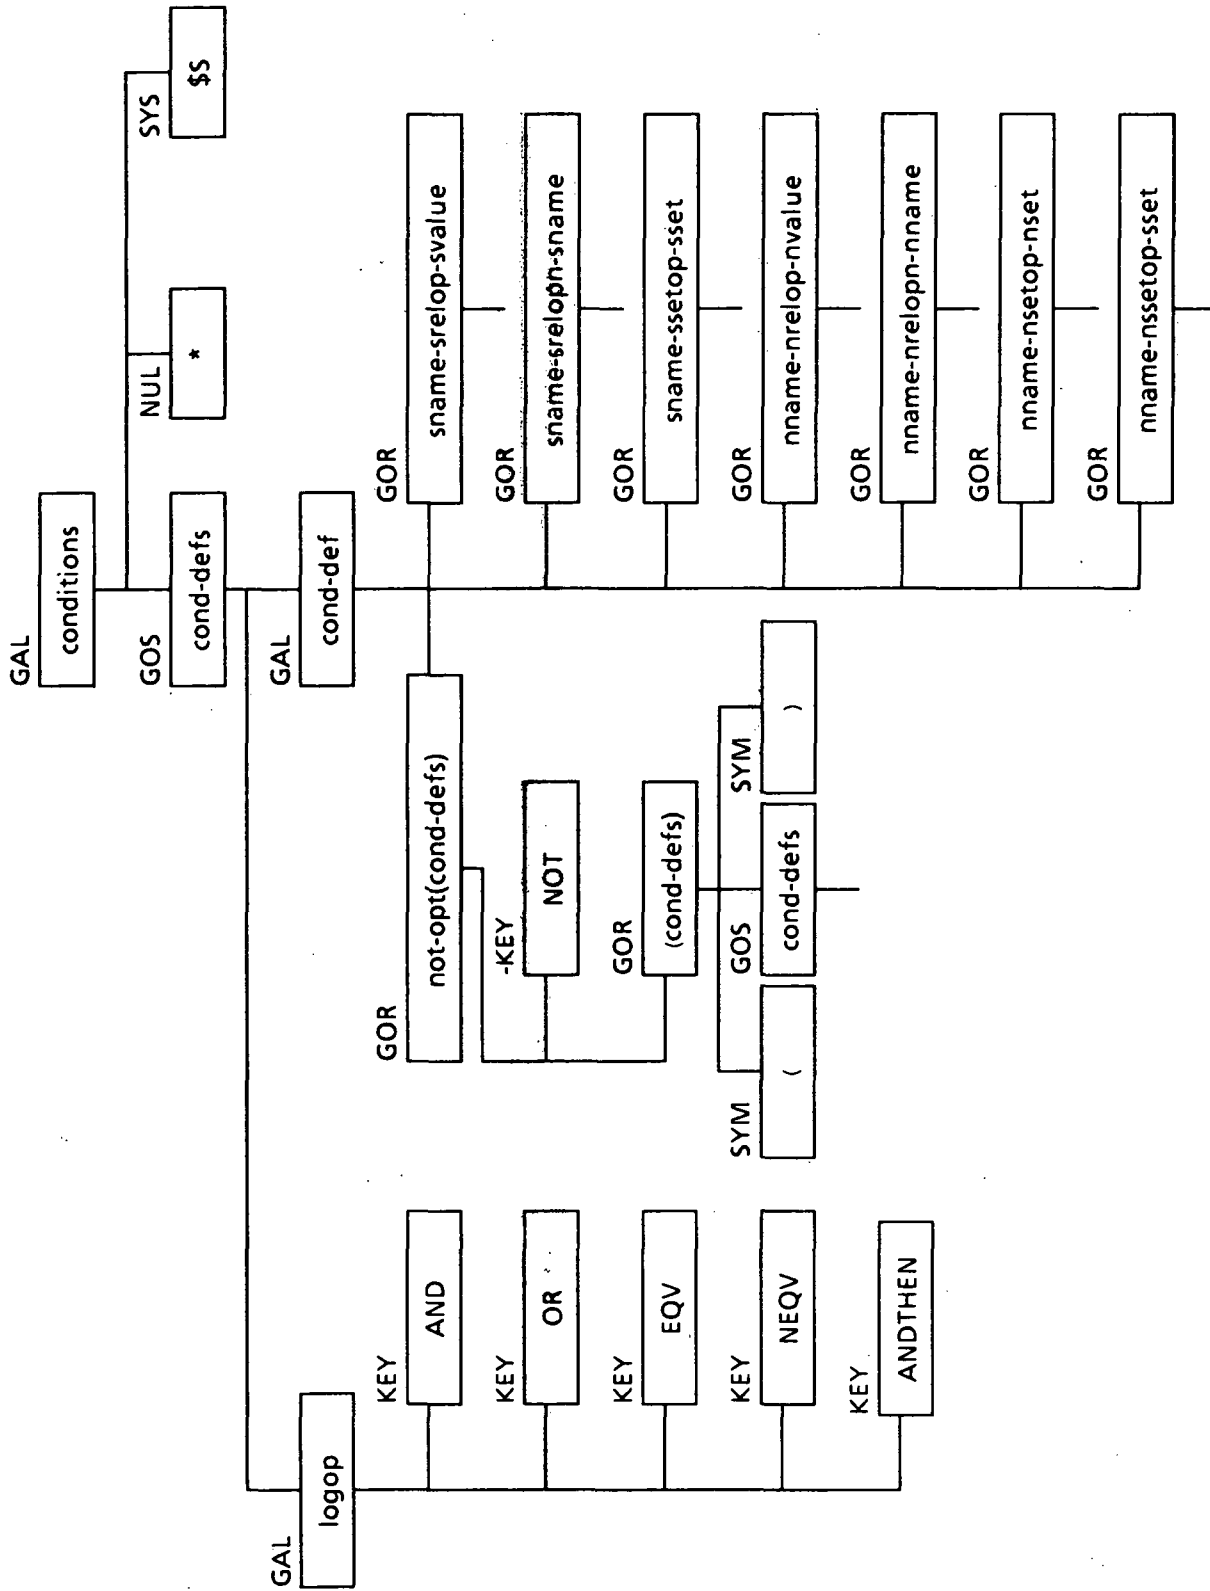 GAL
conditions
GOS NUL SYS
cond-defs * $S
GAL GAL
logop cond-def
KEY GOR GOR
AND not-opt(cond-defs) sname-srelop-svalue
KEY -KEY GOR
OR NOT sname-srelopn-sname
KEY GOR GOR
EQV (cond-defs) sname-ssetop-sset
KEY SYM GOS SYM GOR
NEQV ( cond-defs ) nname-nrelop-nvalue
KEY GOR
ANDTHEN nname-nrelopn-nname
GOR
nname-nsetop-nset
GOR
nname-nssetop-sset